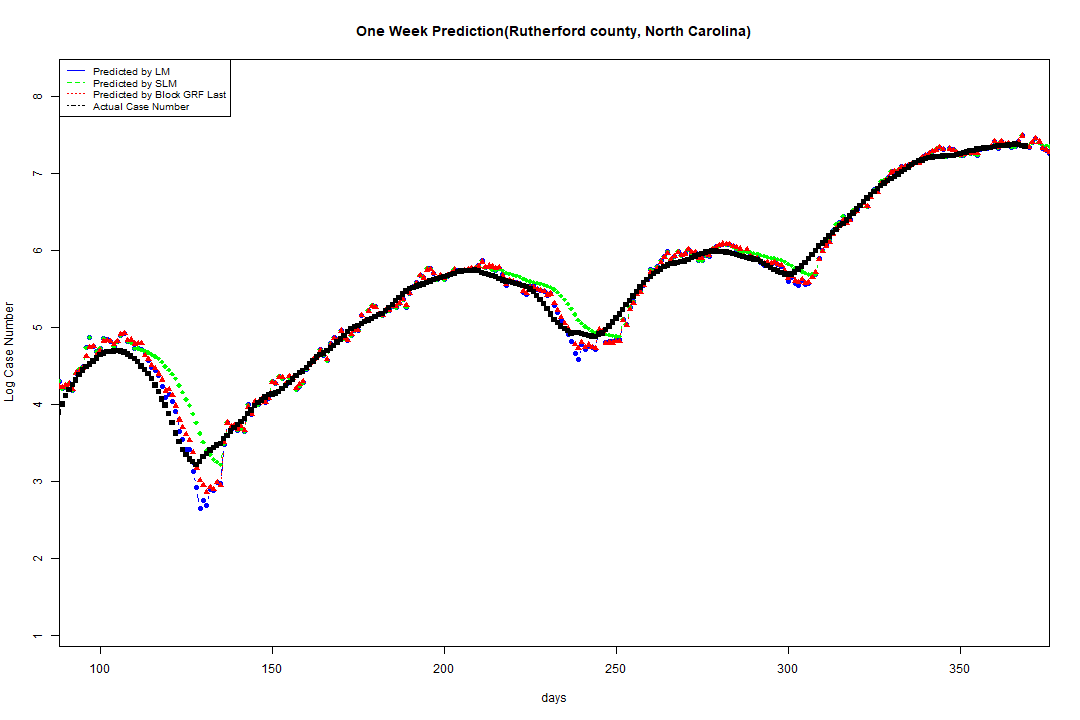 One Week Prediction(Rutherford county, North Carolina)
Predicted by LM
Predicted by SLM
Predicted by Block GRF Last
Actual Case Number
8
7
6
5
4
3
2
1
Log Case Number
100 150 200 250 300 350
days